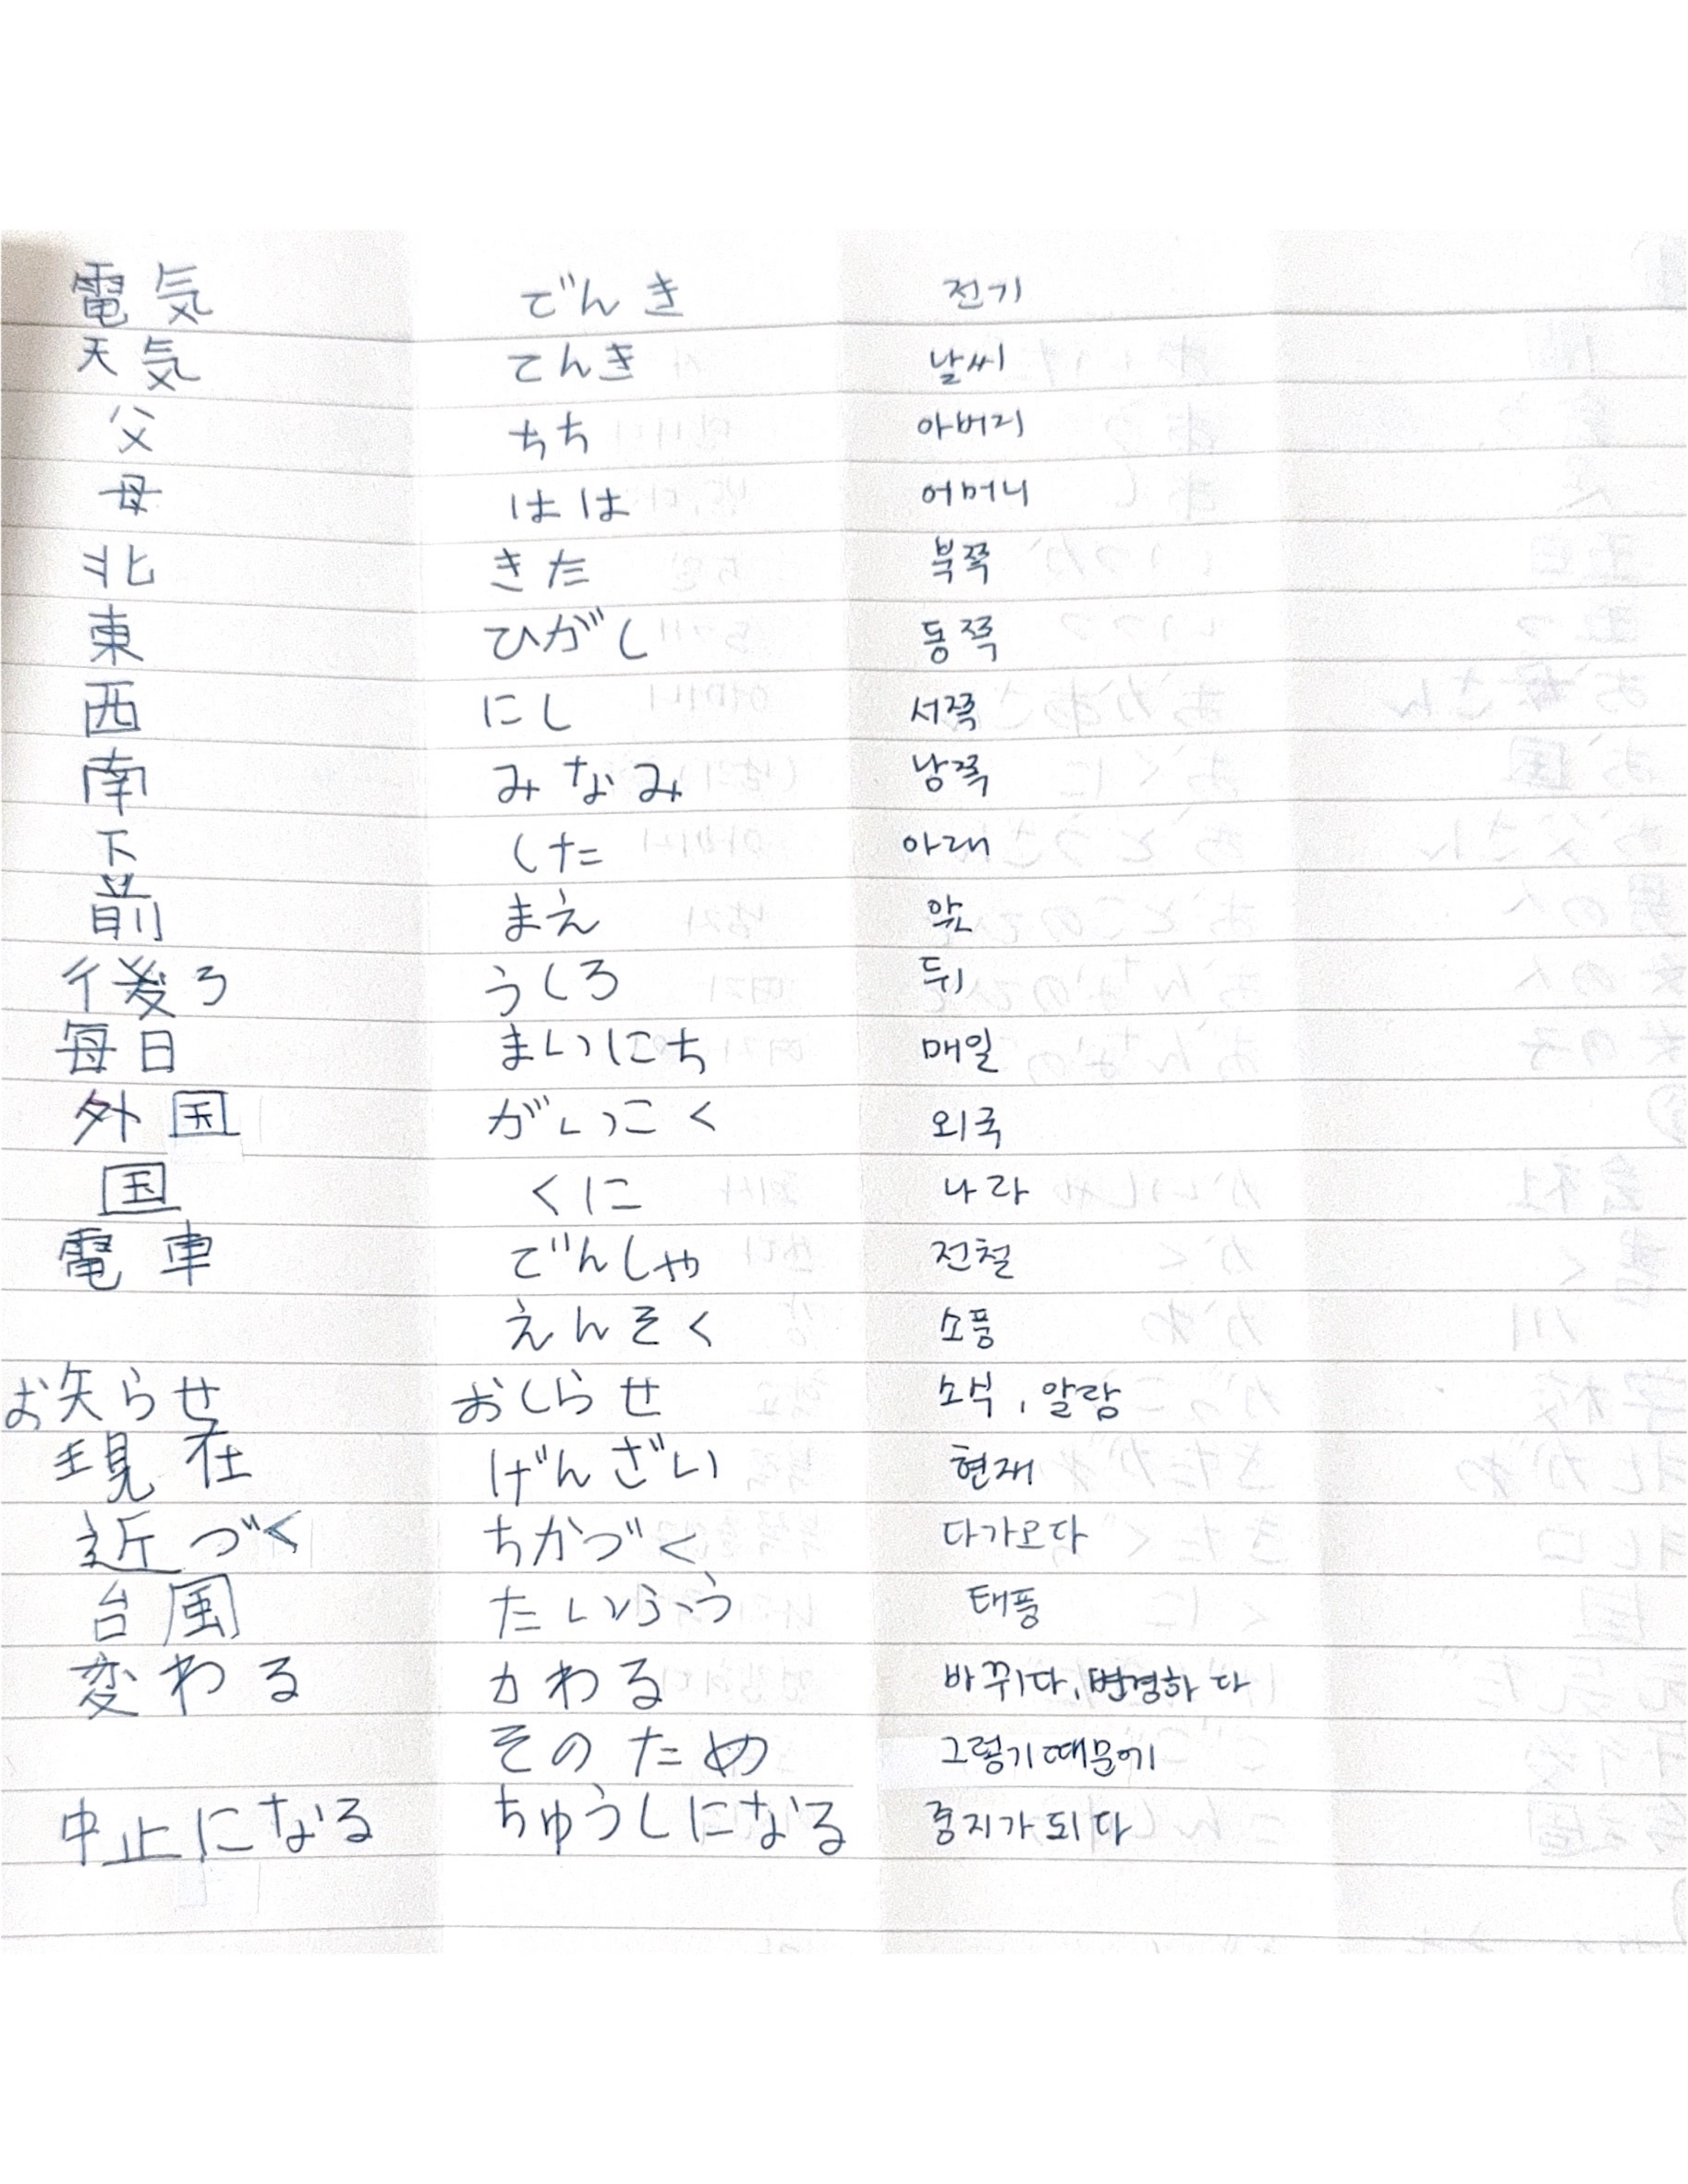 電気 でんき 전기
天気 てんき 날씨
父 ちち 아버리
母 はは 어머니
北 きた 북쪽
東 ひがし 동쪽
西 にし 서쪽
南 みなみ 남쪽
下 した 아래
前 まえ 앞
後ろ うしろ 뒤
毎日 まいにち 매일
外国 がいこく 외국
国 くに 나라
電車 でんしゃ 전철
えんそく 소풍
お知らせ おしらせ 소식, 알람
現在 げんざい 현재
近づく ちかづく 다가오다
台風 たいふう 태풍
変わる かわる 바뀌다, 변경하다
そのため 그렇기때문에
中止になる ちゅうしになる 중지가 되다